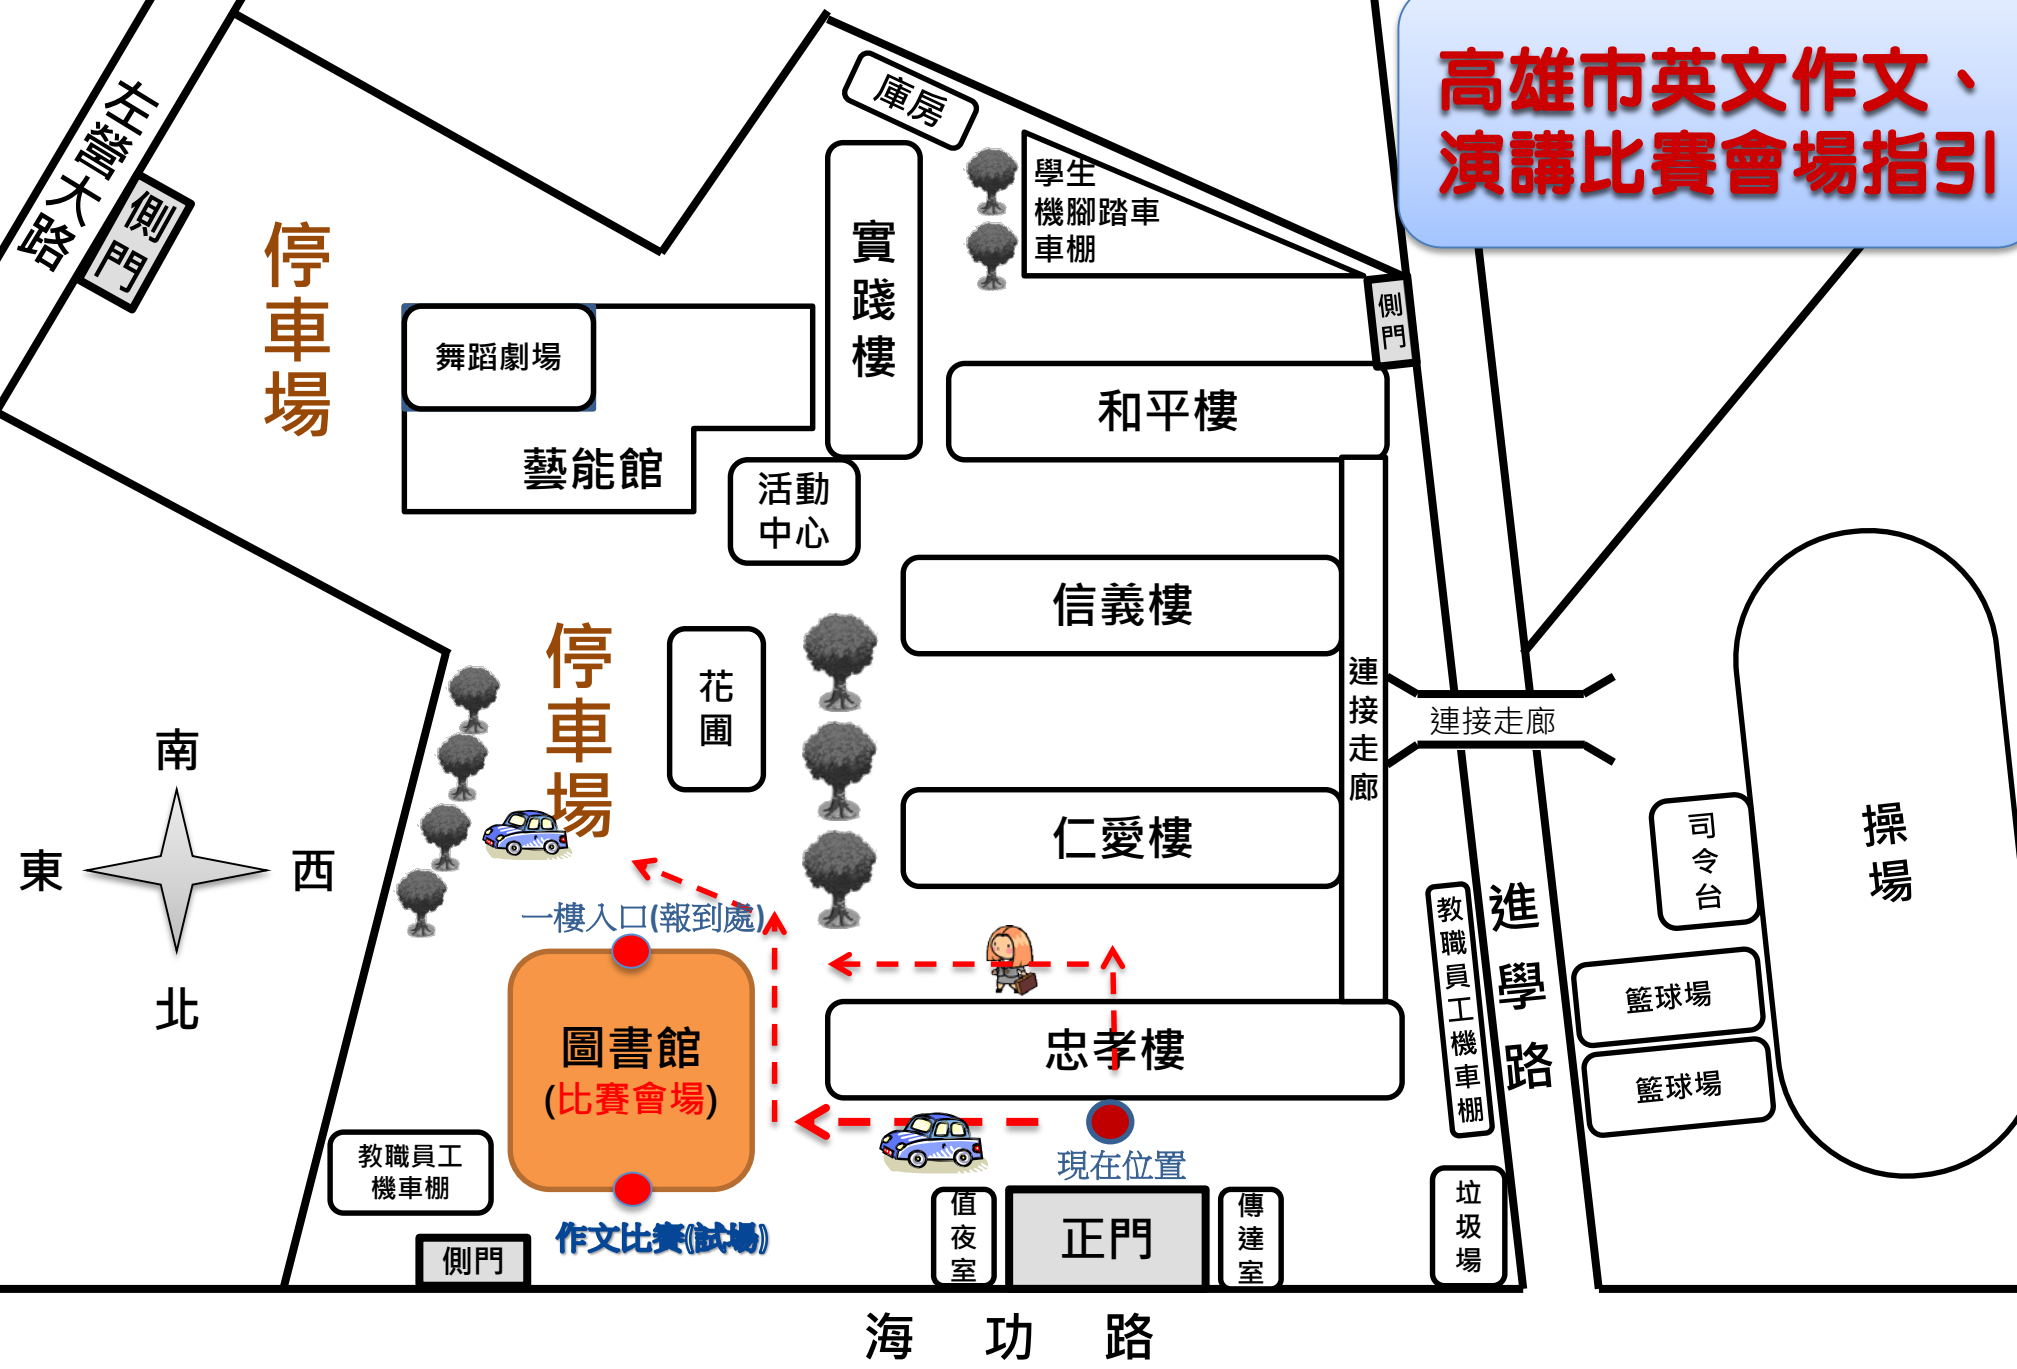 高雄市英文作文、
演講比賽會場指引
左營大路
側門
停車場
庫房
學生
機腳踏車
車棚
實踐樓
側門
舞蹈劇場
藝能館
和平樓
活動
中心
信義樓
停車場
花圃
連接走廊
連接走廊
南
東
西
北
仁愛樓
操場
司令台
教職員工機車棚
進學路
一樓入口(報到處)
籃球場
籃球場
圖書館
(比賽會場)
忠孝樓
現在位置
教職員工
機車棚
作文比賽(試場)
側門
值夜室
正門
傳達室
垃圾場
海功路